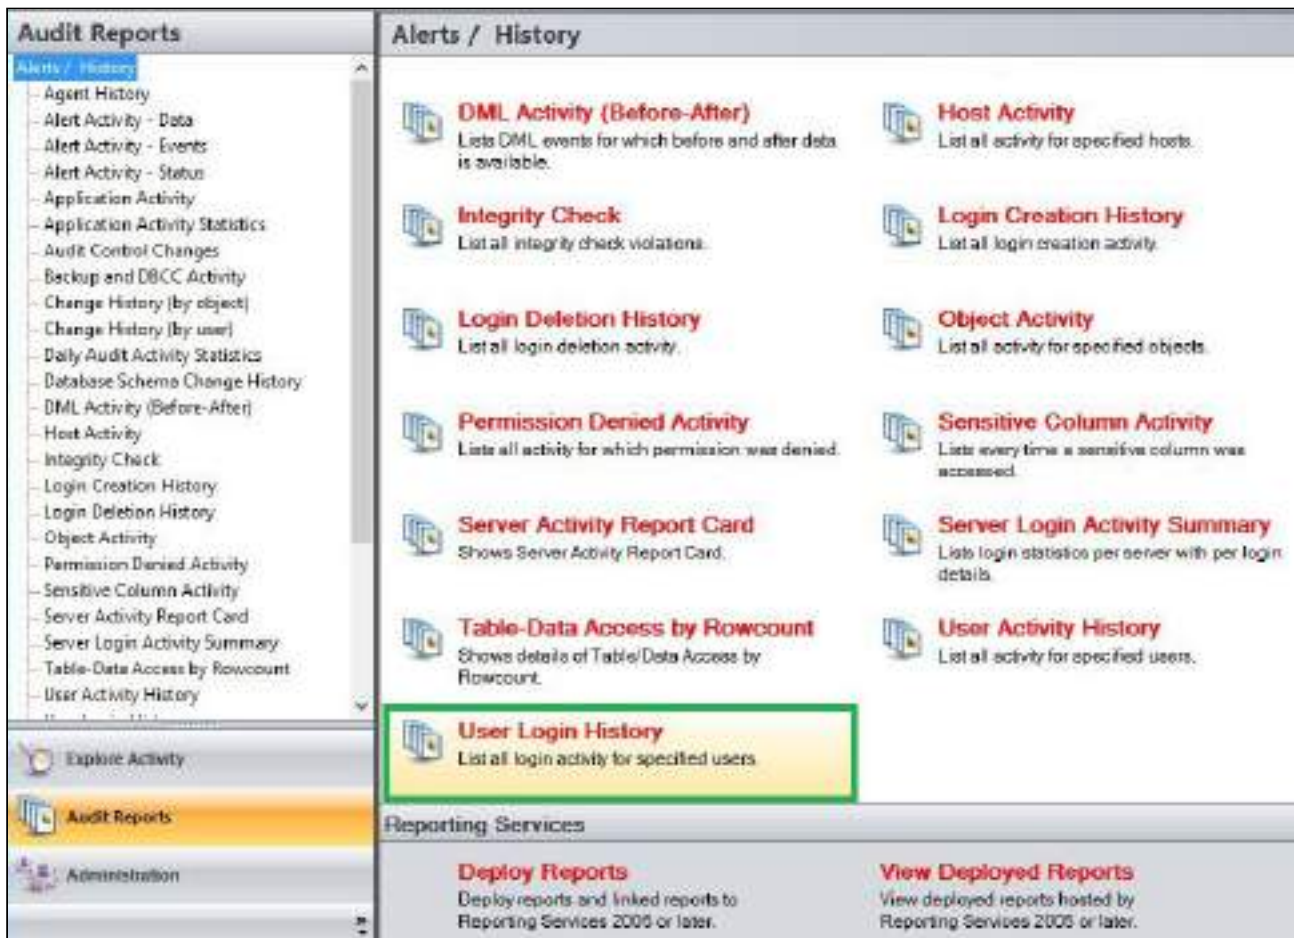 Audit Reports
Alerts / History
Agent History
Alert Activity - Data
Alert Activity - Events
Alert Activity - Status
Application Activity
Application Activity Statistics
Audit Control Changes
Backup and DBCC Activity
Change History (by object)
Change History (by user)
Daily Audit Activity Statistics
Database Schema Change History
DML Activity (Before-After)
Host Activity
Integrity Check
Login Creation History
Login Deletion History
Object Activity
Permission Denied Activity
Sensitive Column Activity
Server Activity Report Card
Server Login Activity Summary
Table-Data Access by Rowcount
User Activity History
Explore Activity
Audit Reports
Administration
Alerts / History
DML Activity (Before-After)
Lists DML events for which before and after data
is available.
Host Activity
List all activity for specified hosts.
Integrity Check
List all integrity check violations.
Login Creation History
List all login creation activity.
Login Deletion History
List all login deletion activity.
Object Activity
List all activity for specified objects.
Permission Denied Activity
Lists all activity for which permission was denied.
Sensitive Column Activity
Lists every time a sensitive column was
accessed.
Server Activity Report Card
Shows Server Activity Report Card.
Server Login Activity Summary
Lists login statistics per server with per login
details.
Table-Data Access by Rowcount
Shows details of Table/Data Access by
Rowcount.
User Activity History
List all activity for specified users.
User Login History
List all login activity for specified users.
Reporting Services
Deploy Reports
Deploy reports and linked reports to
Reporting Services 2005 or later.
View Deployed Reports
View deployed reports hosted by
Reporting Services 2005 or later.